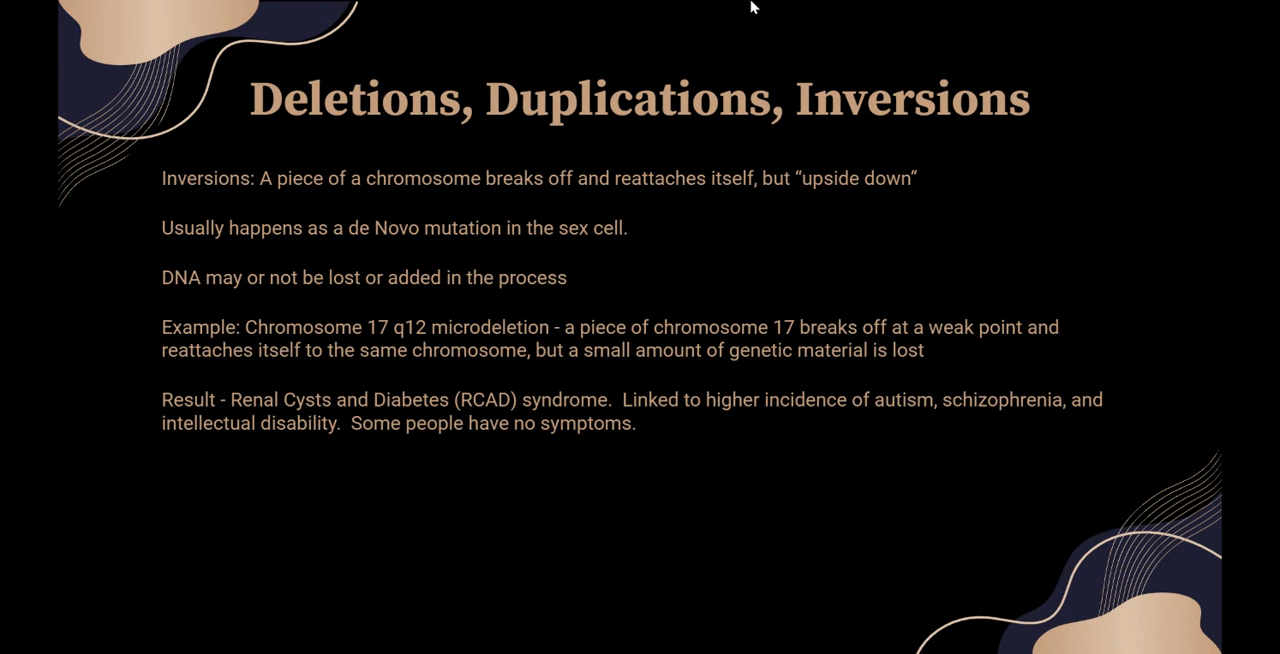 Deletions, Duplications, Inversions
Inversions: A piece of a chromosome breaks off and reattaches itself, but “upside down”
Usually happens as a de Novo mutation in the sex cell.
DNA may or not be lost or added in the process
Example: Chromosome 17 q12 microdeletion - a piece of chromosome 17 breaks off at a weak point and
reattaches itself to the same chromosome, but a small amount of genetic material is lost
Result - Renal Cysts and Diabetes (RCAD) syndrome.  Linked to higher incidence of autism, schizophrenia, and
intellectual disability.  Some people have no symptoms.